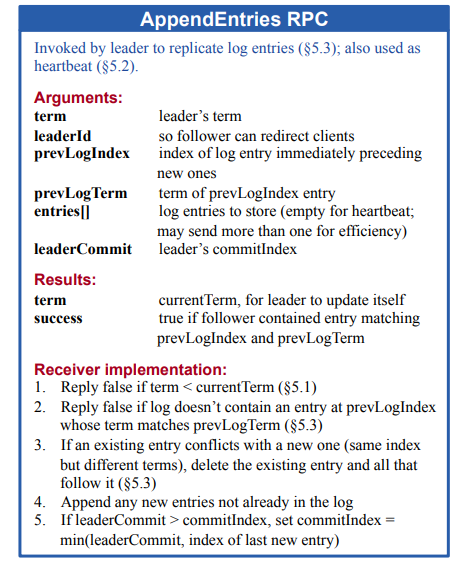 AppendEntries RPC
Invoked by leader to replicate log entries (§5.3); also used as
heartbeat (§5.2).
Arguments:
term leader's term
leaderId so follower can redirect clients
prevLogIndex index of log entry immediately preceding
new ones
prevLogTerm term of prevLogIndex entry
entries[] log entries to store (empty for heartbeat;
may send more than one for efficiency)
leaderCommit leader's commitIndex
Results:
term currentTerm, for leader to update itself
success true if follower contained entry matching
prevLogIndex and prevLogTerm
Receiver implementation:
1. Reply false if term < currentTerm (§5.1)
2. Reply false if log doesn't contain an entry at prevLogIndex
whose term matches prevLogTerm (§5.3)
3. If an existing entry conflicts with a new one (same index
but different terms), delete the existing entry and all that
follow it (§5.3)
4. Append any new entries not already in the log
5. If leaderCommit > commitIndex, set commitIndex =
min(leaderCommit, index of last new entry)